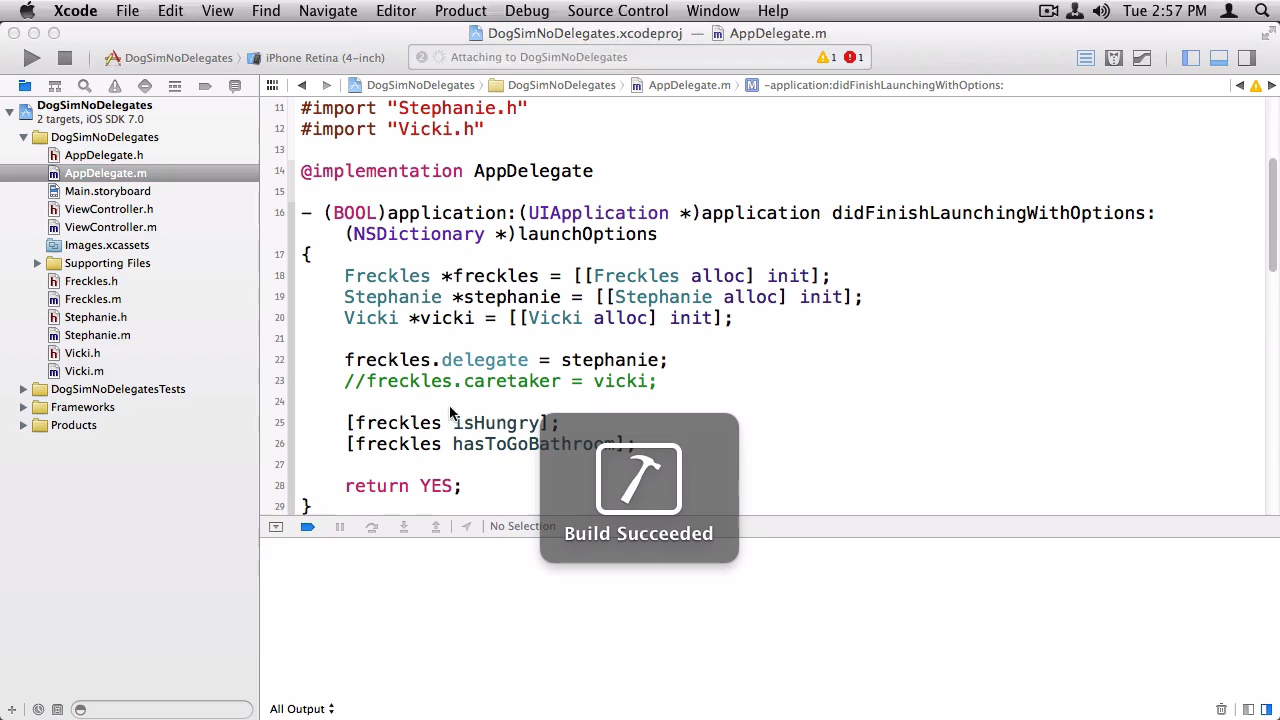 Xcode File Edit View Find Navigate Editor Product Debug Source Control Window Help Tue 2:57 PM
DogSimNoDelegates.xcodeproj — AppDelegate.m
DogSimNoDelegates iPhone Retina (4-inch) Attaching to DogSimNoDelegates 1 1
DogSimNoDelegates DogSimNoDelegates AppDelegate.m -application:didFinishLaunchingWithOptions:
DogSimNoDelegates
2 targets, iOS SDK 7.0
DogSimNoDelegates
AppDelegate.h
AppDelegate.m
Main.storyboard
ViewController.h
ViewController.m
Images.xcassets
Supporting Files
Freckles.h
Freckles.m
Stephanie.h
Stephanie.m
Vicki.h
Vicki.m
DogSimNoDelegatesTests
Frameworks
Products
11 #import "Stephanie.h"
12 #import "Vicki.h"
13
14 @implementation AppDelegate
15
16 - (BOOL)application:(UIApplication *)application didFinishLaunchingWithOptions:
(NSDictionary *)launchOptions
17 {
18 Freckles *freckles = [[Freckles alloc] init];
19 Stephanie *stephanie = [[Stephanie alloc] init];
20 Vicki *vicki = [[Vicki alloc] init];
21
22 freckles.delegate = stephanie;
23 //freckles.caretaker = vicki;
24
25 [freckles isHungry];
26 [freckles hasToGoBathroom];
27
28 return YES;
29 }
Build Succeeded
No Selection
All Output